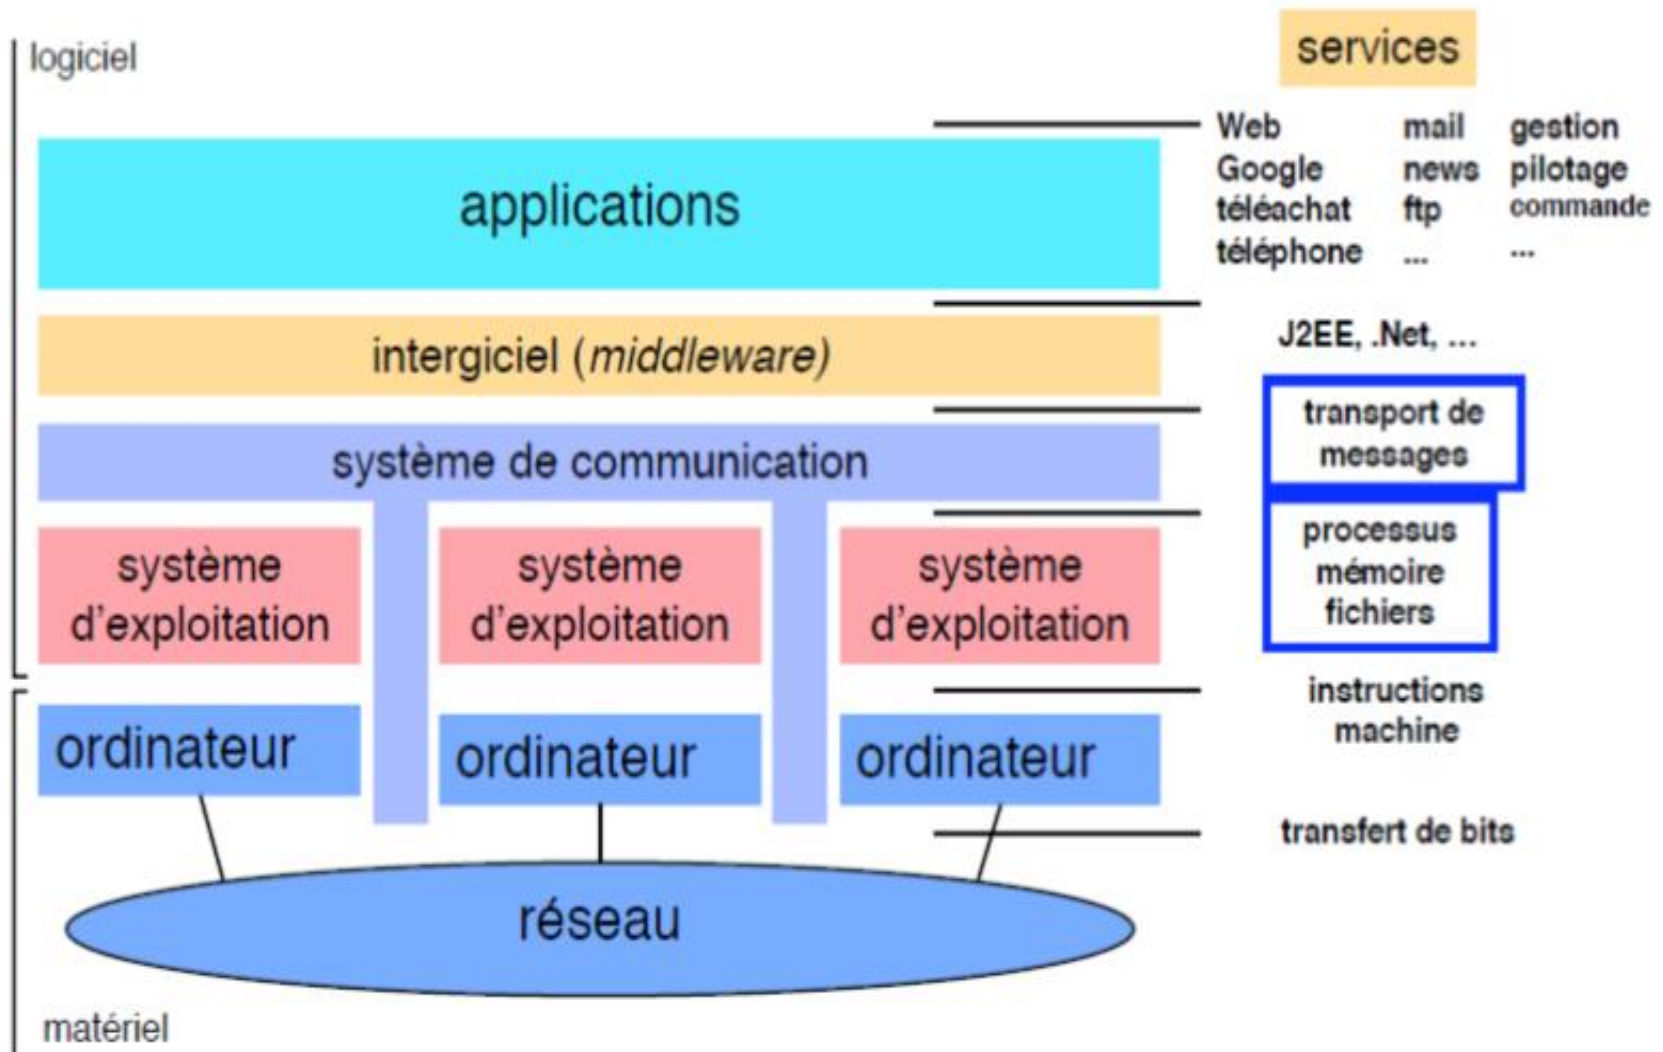 logiciel
services
Web mail gestion
Google news pilotage
téléachat ftp commande
téléphone ... ...
applications
J2EE, .Net, ...
intergiciel (middleware)
transport de
messages
système de communication
processus
mémoire
fichiers
système
d'exploitation
système
d'exploitation
système
d'exploitation
instructions
machine
ordinateur
ordinateur
ordinateur
transfert de bits
réseau
matériel